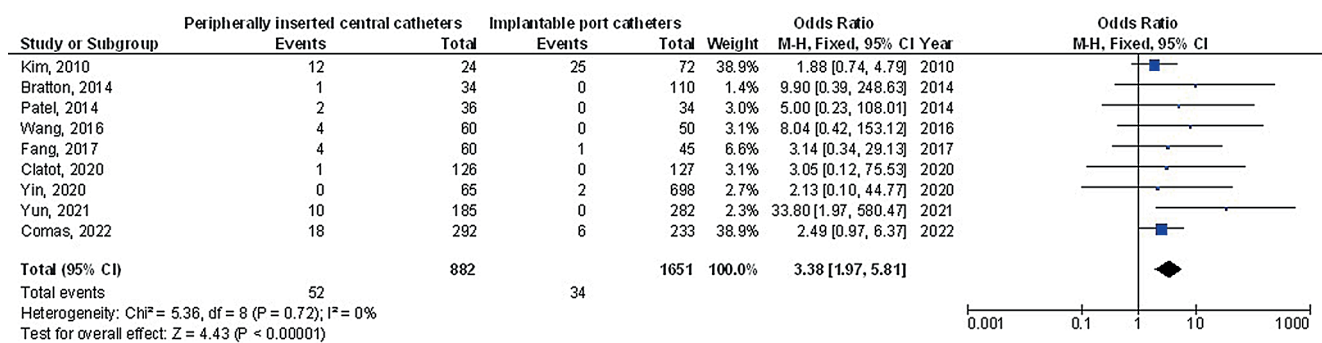 Peripherally inserted central catheters Implantable port catheters Odds Ratio Odds Ratio
Study or Subgroup Events Total Events Total Weight M-H, Fixed, 95% CI Year M-H, Fixed, 95% CI
Kim, 2010 12 24 25 72 38.9% 1.88 [0.74, 4.79] 2010
Bratton, 2014 1 34 0 110 1.4% 9.90 [0.39, 248.63] 2014
Patel, 2014 2 36 0 34 3.0% 5.00 [0.23, 108.01] 2014
Wang, 2016 4 60 0 50 3.1% 8.04 [0.42, 153.12] 2016
Fang, 2017 4 60 1 45 6.6% 3.14 [0.34, 29.13] 2017
Clatot, 2020 1 126 0 127 3.1% 3.05 [0.12, 75.53] 2020
Yin, 2020 0 65 2 698 2.7% 2.13 [0.10, 44.77] 2020
Yun, 2021 10 185 0 282 2.3% 33.80 [1.97, 580.47] 2021
Comas, 2022 18 292 6 233 38.9% 2.49 [0.97, 6.37] 2022
Total (95% CI) 882 1651 100.0% 3.38 [1.97, 5.81]
Total events 52 34
Heterogeneity: Chi² = 5.36, df = 8 (P = 0.72); I² = 0%
Test for overall effect: Z = 4.43 (P < 0.00001)
0.001 0.1 1 10 1000